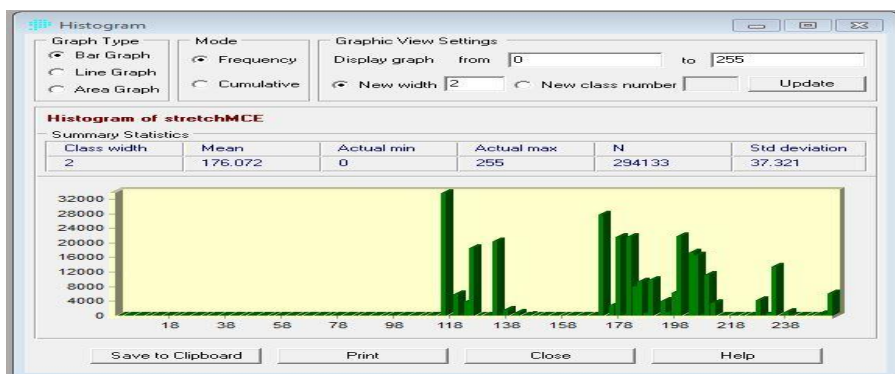 Histogram
Graph Type
Bar Graph
Line Graph
Area Graph
Mode
Frequency
Cumulative
Graphic View Settings
Display graph from 0 to 255
New width 2 New class number Update
Histogram of stretchMCE
Summary Statistics
Class width Mean Actual min Actual max N Std deviation
2 176.072 0 255 294133 37.321
32000
28000
24000
20000
16000
12000
8000
4000
0
18 38 58 78 98 118 138 158 178 198 218 238
Save to Clipboard Print Close Help